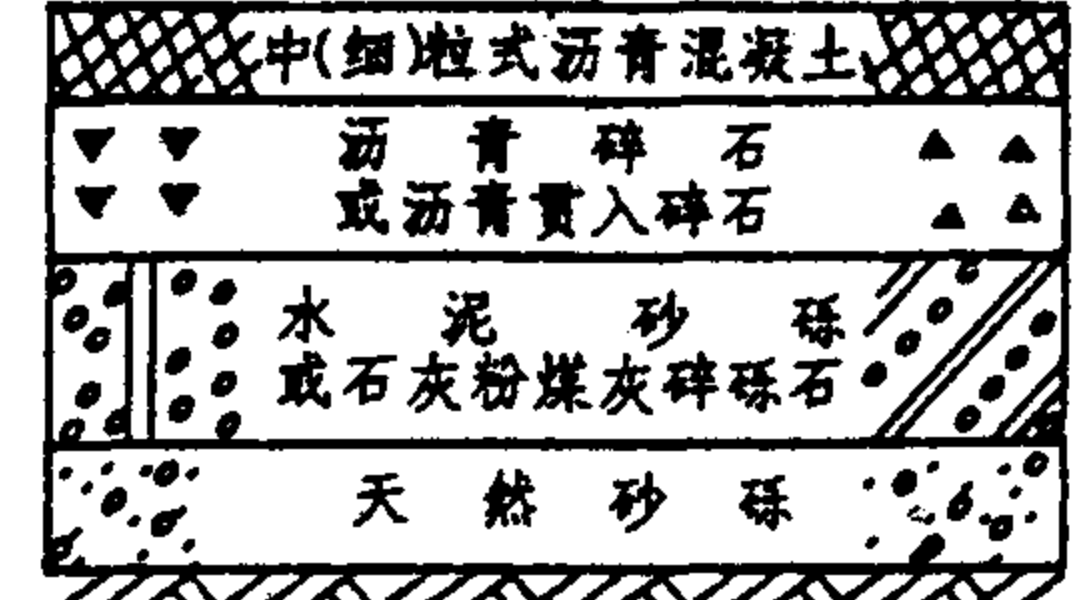 中(细)粒式沥青混凝土
沥青碎石
或沥青贯入碎石
水泥砂砾
或石灰粉煤灰碎砾石
天然砂砾